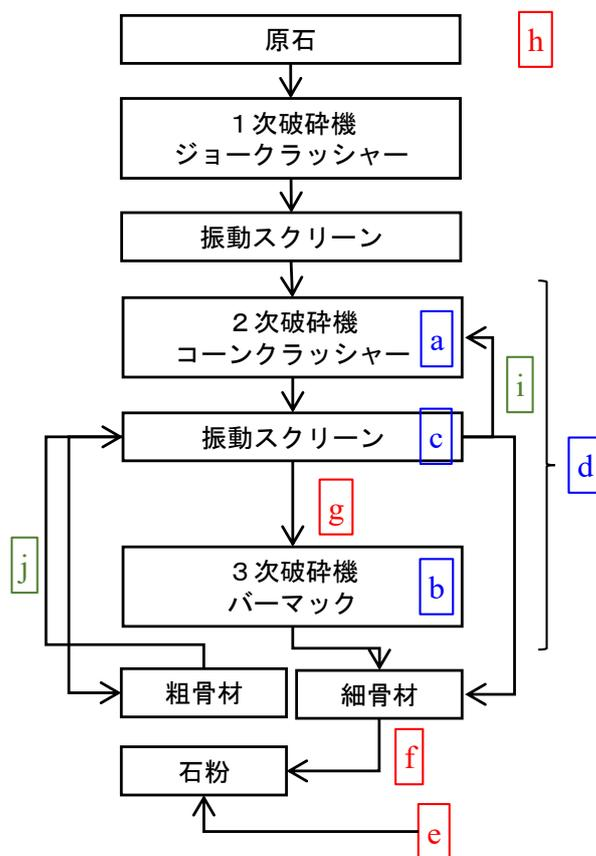 原石
h
１次破砕機
ジョークラッシャー
振動スクリーン
２次破砕機
コーンクラッシャー
a
i
振動スクリーン
c
d
g
j
３次破砕機
バーマック
b
粗骨材
細骨材
f
石粉
e